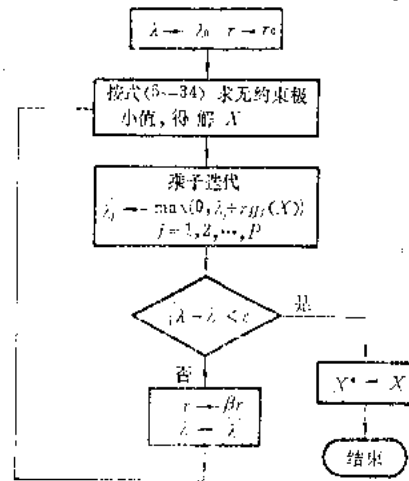 λ ← λ₀ r → r₀
按式(5-34) 求无约束极
小值,得解 X
乘子迭代
λ̄ⱼ ← max(0, λⱼ+rgⱼ(X))
j=1,2,…,p
|λ̄-λ| < ε
是
否
r ← βr
λ ← λ̄
X* ← X
结束